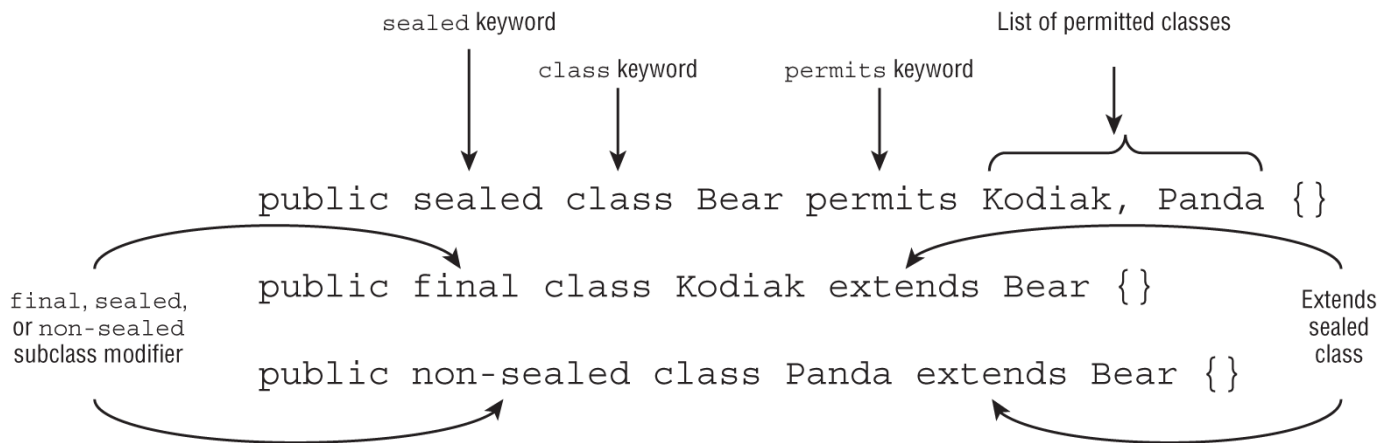 sealed keyword
List of permitted classes
class keyword
permits keyword
public sealed class Bear permits Kodiak, Panda {}
public final class Kodiak extends Bear {}
final, sealed,
or non-sealed
subclass modifier
Extends
sealed
class
public non-sealed class Panda extends Bear {}